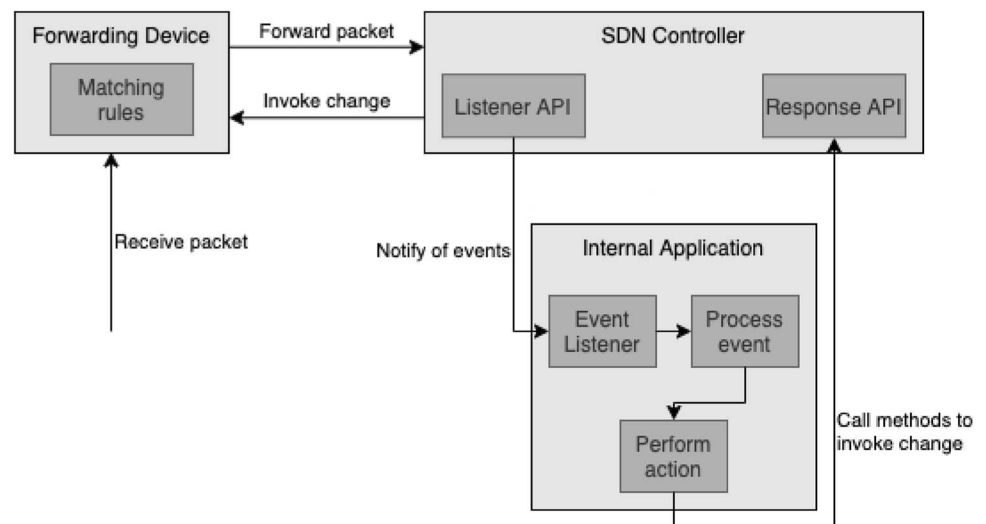 Forwarding Device
Matching
rules
Forward packet
Invoke change
SDN Controller
Listener API
Response API
Receive packet
Notify of events
Internal Application
Event
Listener
Process
event
Perform
action
Call methods to
invoke change